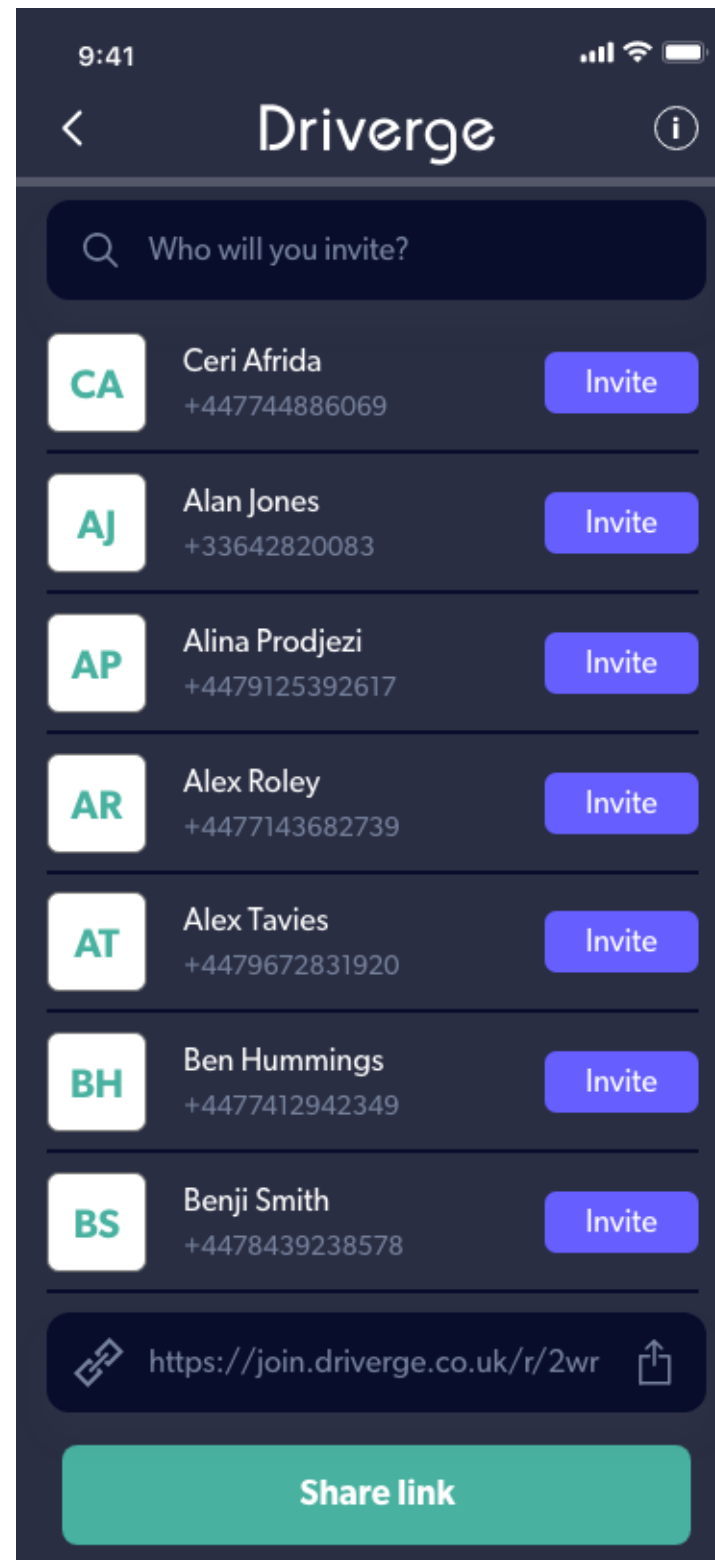 9:41
Driverge
i
Who will you invite?
CA
Ceri Afrida
+447744886069
Invite
AJ
Alan Jones
+33642820083
Invite
AP
Alina Prodjezi
+4479125392617
Invite
AR
Alex Roley
+4477143682739
Invite
AT
Alex Tavies
+4479672831920
Invite
BH
Ben Hummings
+4477412942349
Invite
BS
Benji Smith
+4478439238578
Invite
https://join.driverge.co.uk/r/2wr
Share link